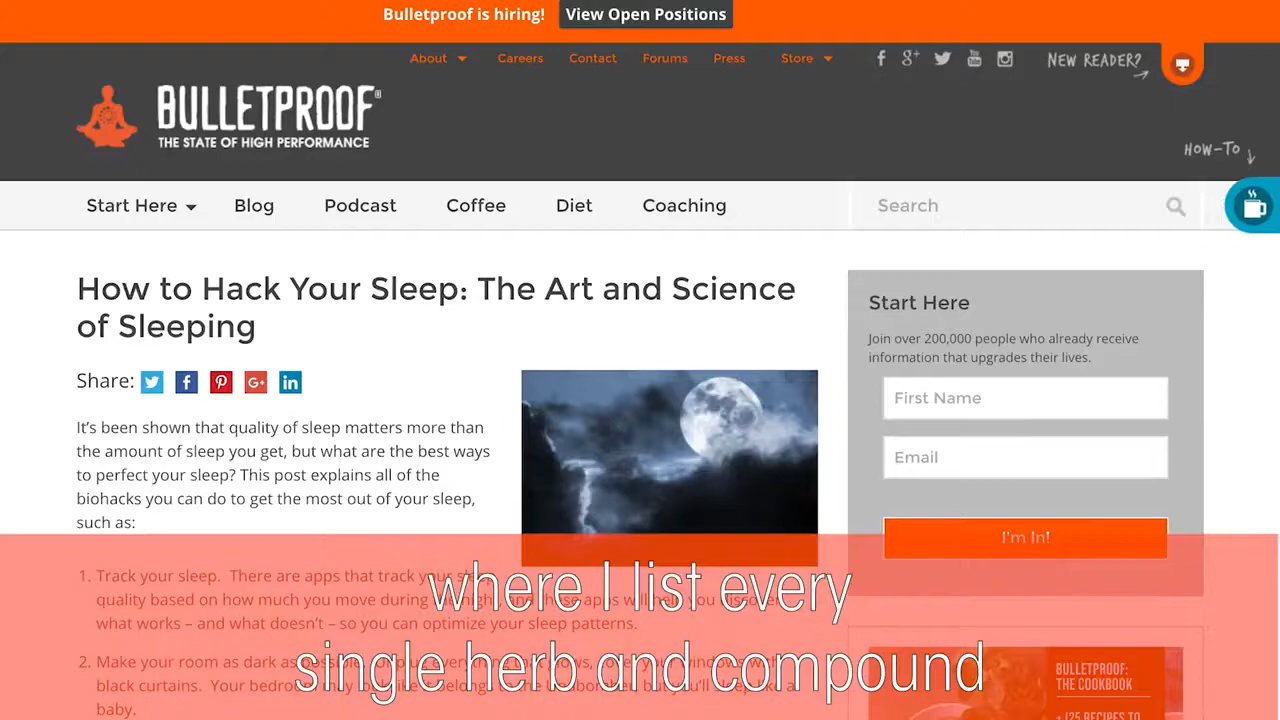 Bulletproof is hiring! View Open Positions
About Careers Contact Forums Press Store NEW READER?
BULLETPROOF®
THE STATE OF HIGH PERFORMANCE
HOW-TO
Start Here Blog Podcast Coffee Diet Coaching Search
How to Hack Your Sleep: The Art and Science
of Sleeping
Share:
It's been shown that quality of sleep matters more than
the amount of sleep you get, but what are the best ways
to perfect your sleep? This post explains all of the
biohacks you can do to get the most out of your sleep,
such as:
1. Track your sleep. There are apps that track your
quality based on how much you move during
what works – and what doesn't – so you can optimize your sleep patterns.
2. Make your room as dark as
black curtains. Your bedroom
baby.
Start Here
Join over 200,000 people who already receive
information that upgrades their lives.
First Name
Email
I'm In!
BULLETPROOF:
THE COOKBOOK
+ 125 RECIPES TO
where I list every
single herb and compound